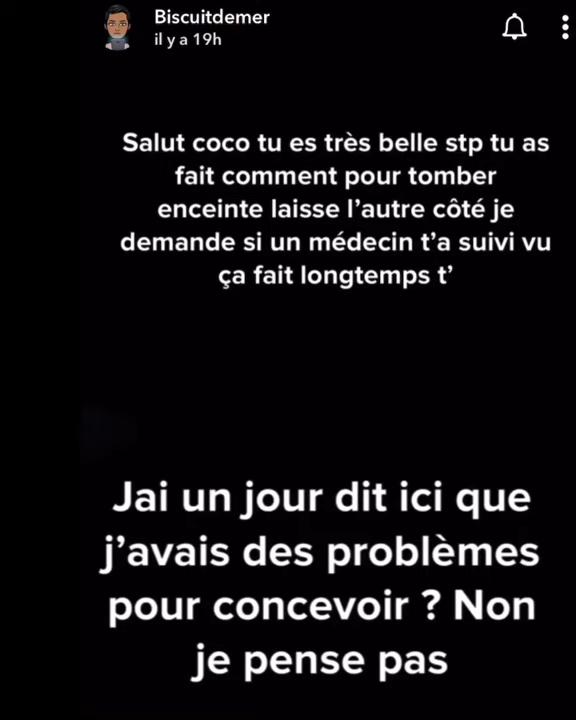 Biscuitdemer
il y a 19h
Salut coco tu es très belle stp tu as
fait comment pour tomber
enceinte laisse l’autre côté je
demande si un médecin t’a suivi vu
ça fait longtemps t’
Jai un jour dit ici que
j’avais des problèmes
pour concevoir ? Non
je pense pas